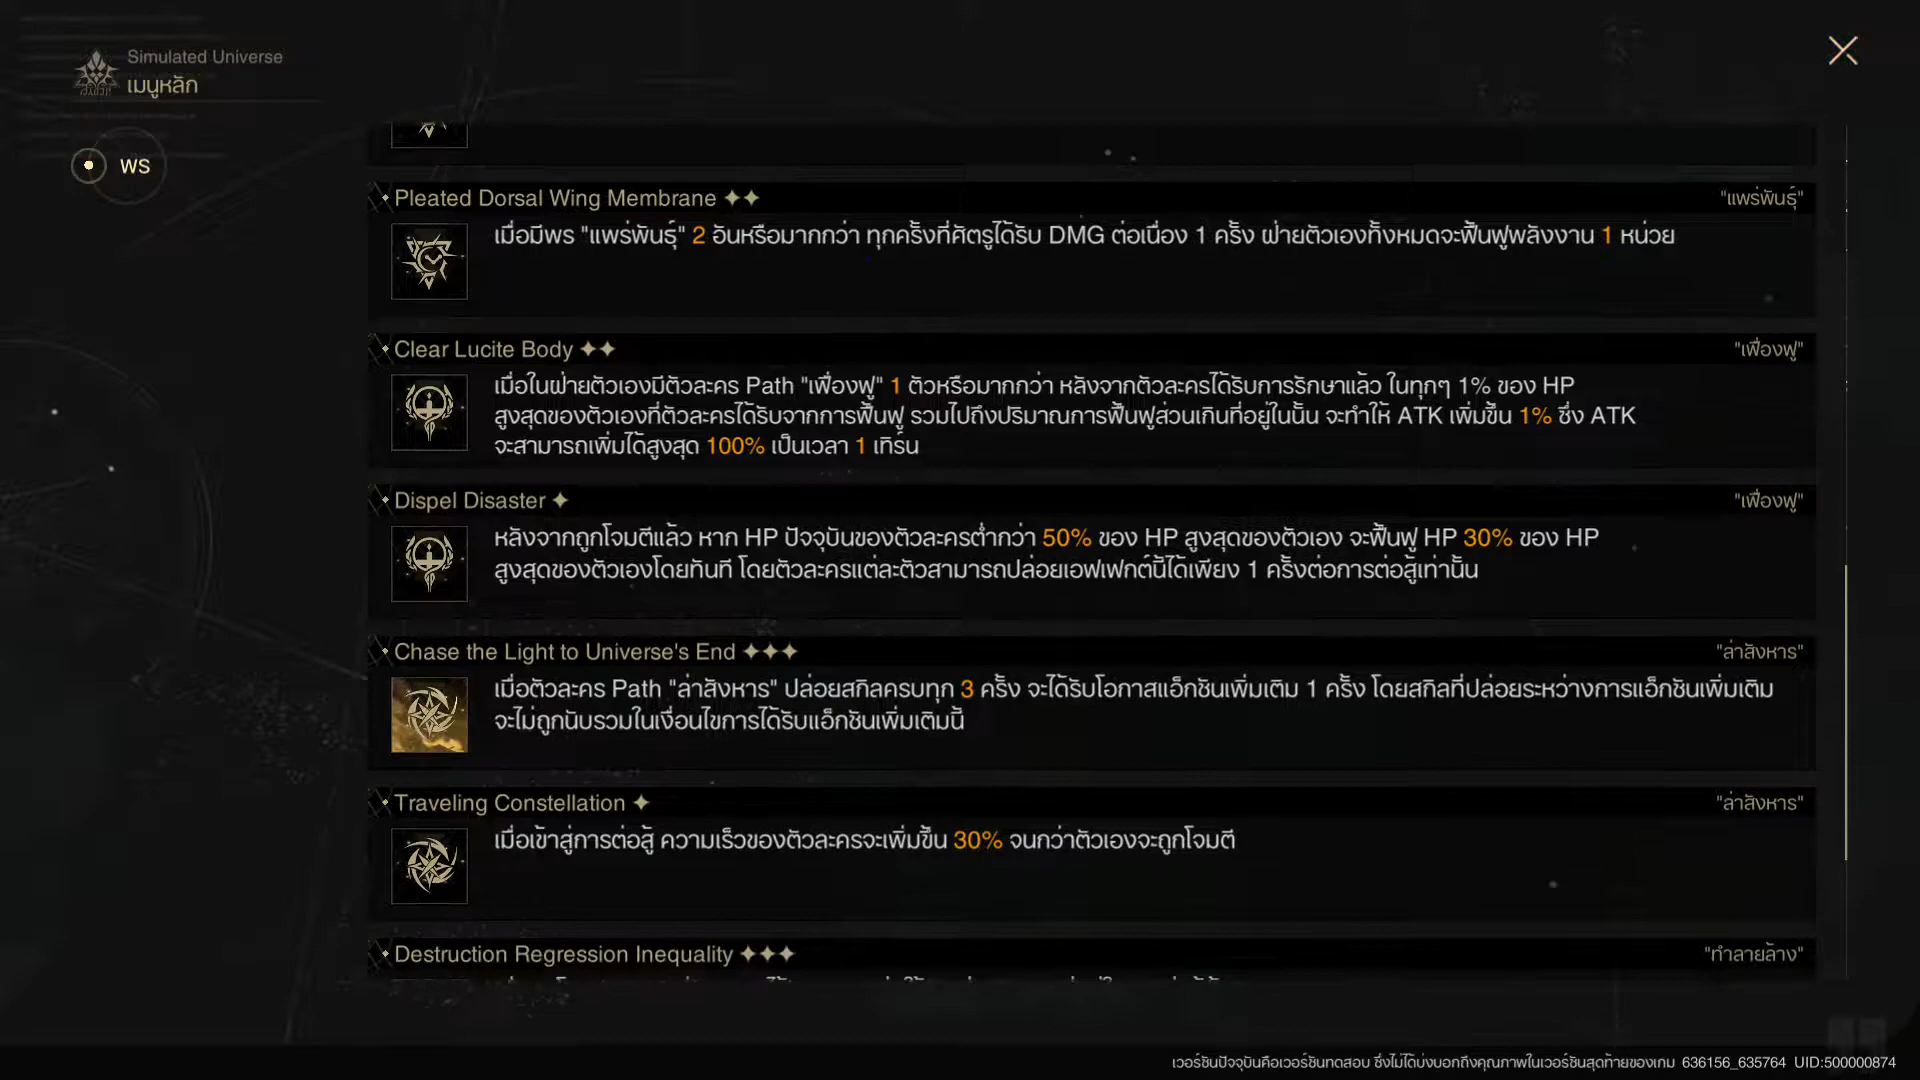 Simulated Universe
เมนูหลัก
พร
Pleated Dorsal Wing Membrane ✦✦
"แพร่พันธุ์"
เมื่อมีพร "แพร่พันธุ์" 2 อันหรือมากกว่า ทุกครั้งที่ศัตรูได้รับ DMG ต่อเนื่อง 1 ครั้ง ฝ่ายตัวเองทั้งหมดจะฟื้นฟูพลังงาน 1 หน่วย
Clear Lucite Body ✦✦
"เฟื่องฟู"
เมื่อในฝ่ายตัวเองมีตัวละคร Path "เฟื่องฟู" 1 ตัวหรือมากกว่า หลังจากตัวละครได้รับการรักษาแล้ว ในทุกๆ 1% ของ HP
สูงสุดของตัวเองที่ตัวละครได้รับจากการฟื้นฟู รวมไปถึงปริมาณการฟื้นฟูส่วนเกินที่อยู่ในนั้น จะทำให้ ATK เพิ่มขึ้น 1% ซึ่ง ATK
จะสามารถเพิ่มได้สูงสุด 100% เป็นเวลา 1 เทิร์น
Dispel Disaster ✦
"เฟื่องฟู"
หลังจากถูกโจมตีแล้ว หาก HP ปัจจุบันของตัวละครต่ำกว่า 50% ของ HP สูงสุดของตัวเอง จะฟื้นฟู HP 30% ของ HP
สูงสุดของตัวเองโดยทันที โดยตัวละครแต่ละตัวสามารถปล่อยเอฟเฟกต์นี้ได้เพียง 1 ครั้งต่อการต่อสู้เท่านั้น
Chase the Light to Universe's End ✦✦✦
"ล่าสังหาร"
เมื่อตัวละคร Path "ล่าสังหาร" ปล่อยสกิลครบทุก 3 ครั้ง จะได้รับโอกาสแอ็กชันเพิ่มเติม 1 ครั้ง โดยสกิลที่ปล่อยระหว่างการแอ็กชันเพิ่มเติม
จะไม่ถูกนับรวมในเงื่อนไขการได้รับแอ็กชันเพิ่มเติมนี้
Traveling Constellation ✦
"ล่าสังหาร"
เมื่อเข้าสู่การต่อสู้ ความเร็วของตัวละครจะเพิ่มขึ้น 30% จนกว่าตัวเองจะถูกโจมตี
Destruction Regression Inequality ✦✦✦
"ทำลายล้าง"
เวอร์ชันปัจจุบันคือเวอร์ชันทดสอบ ซึ่งไม่ได้บ่งบอกถึงคุณภาพในเวอร์ชันสุดท้ายของเกม 636156_635764 UID:500000874